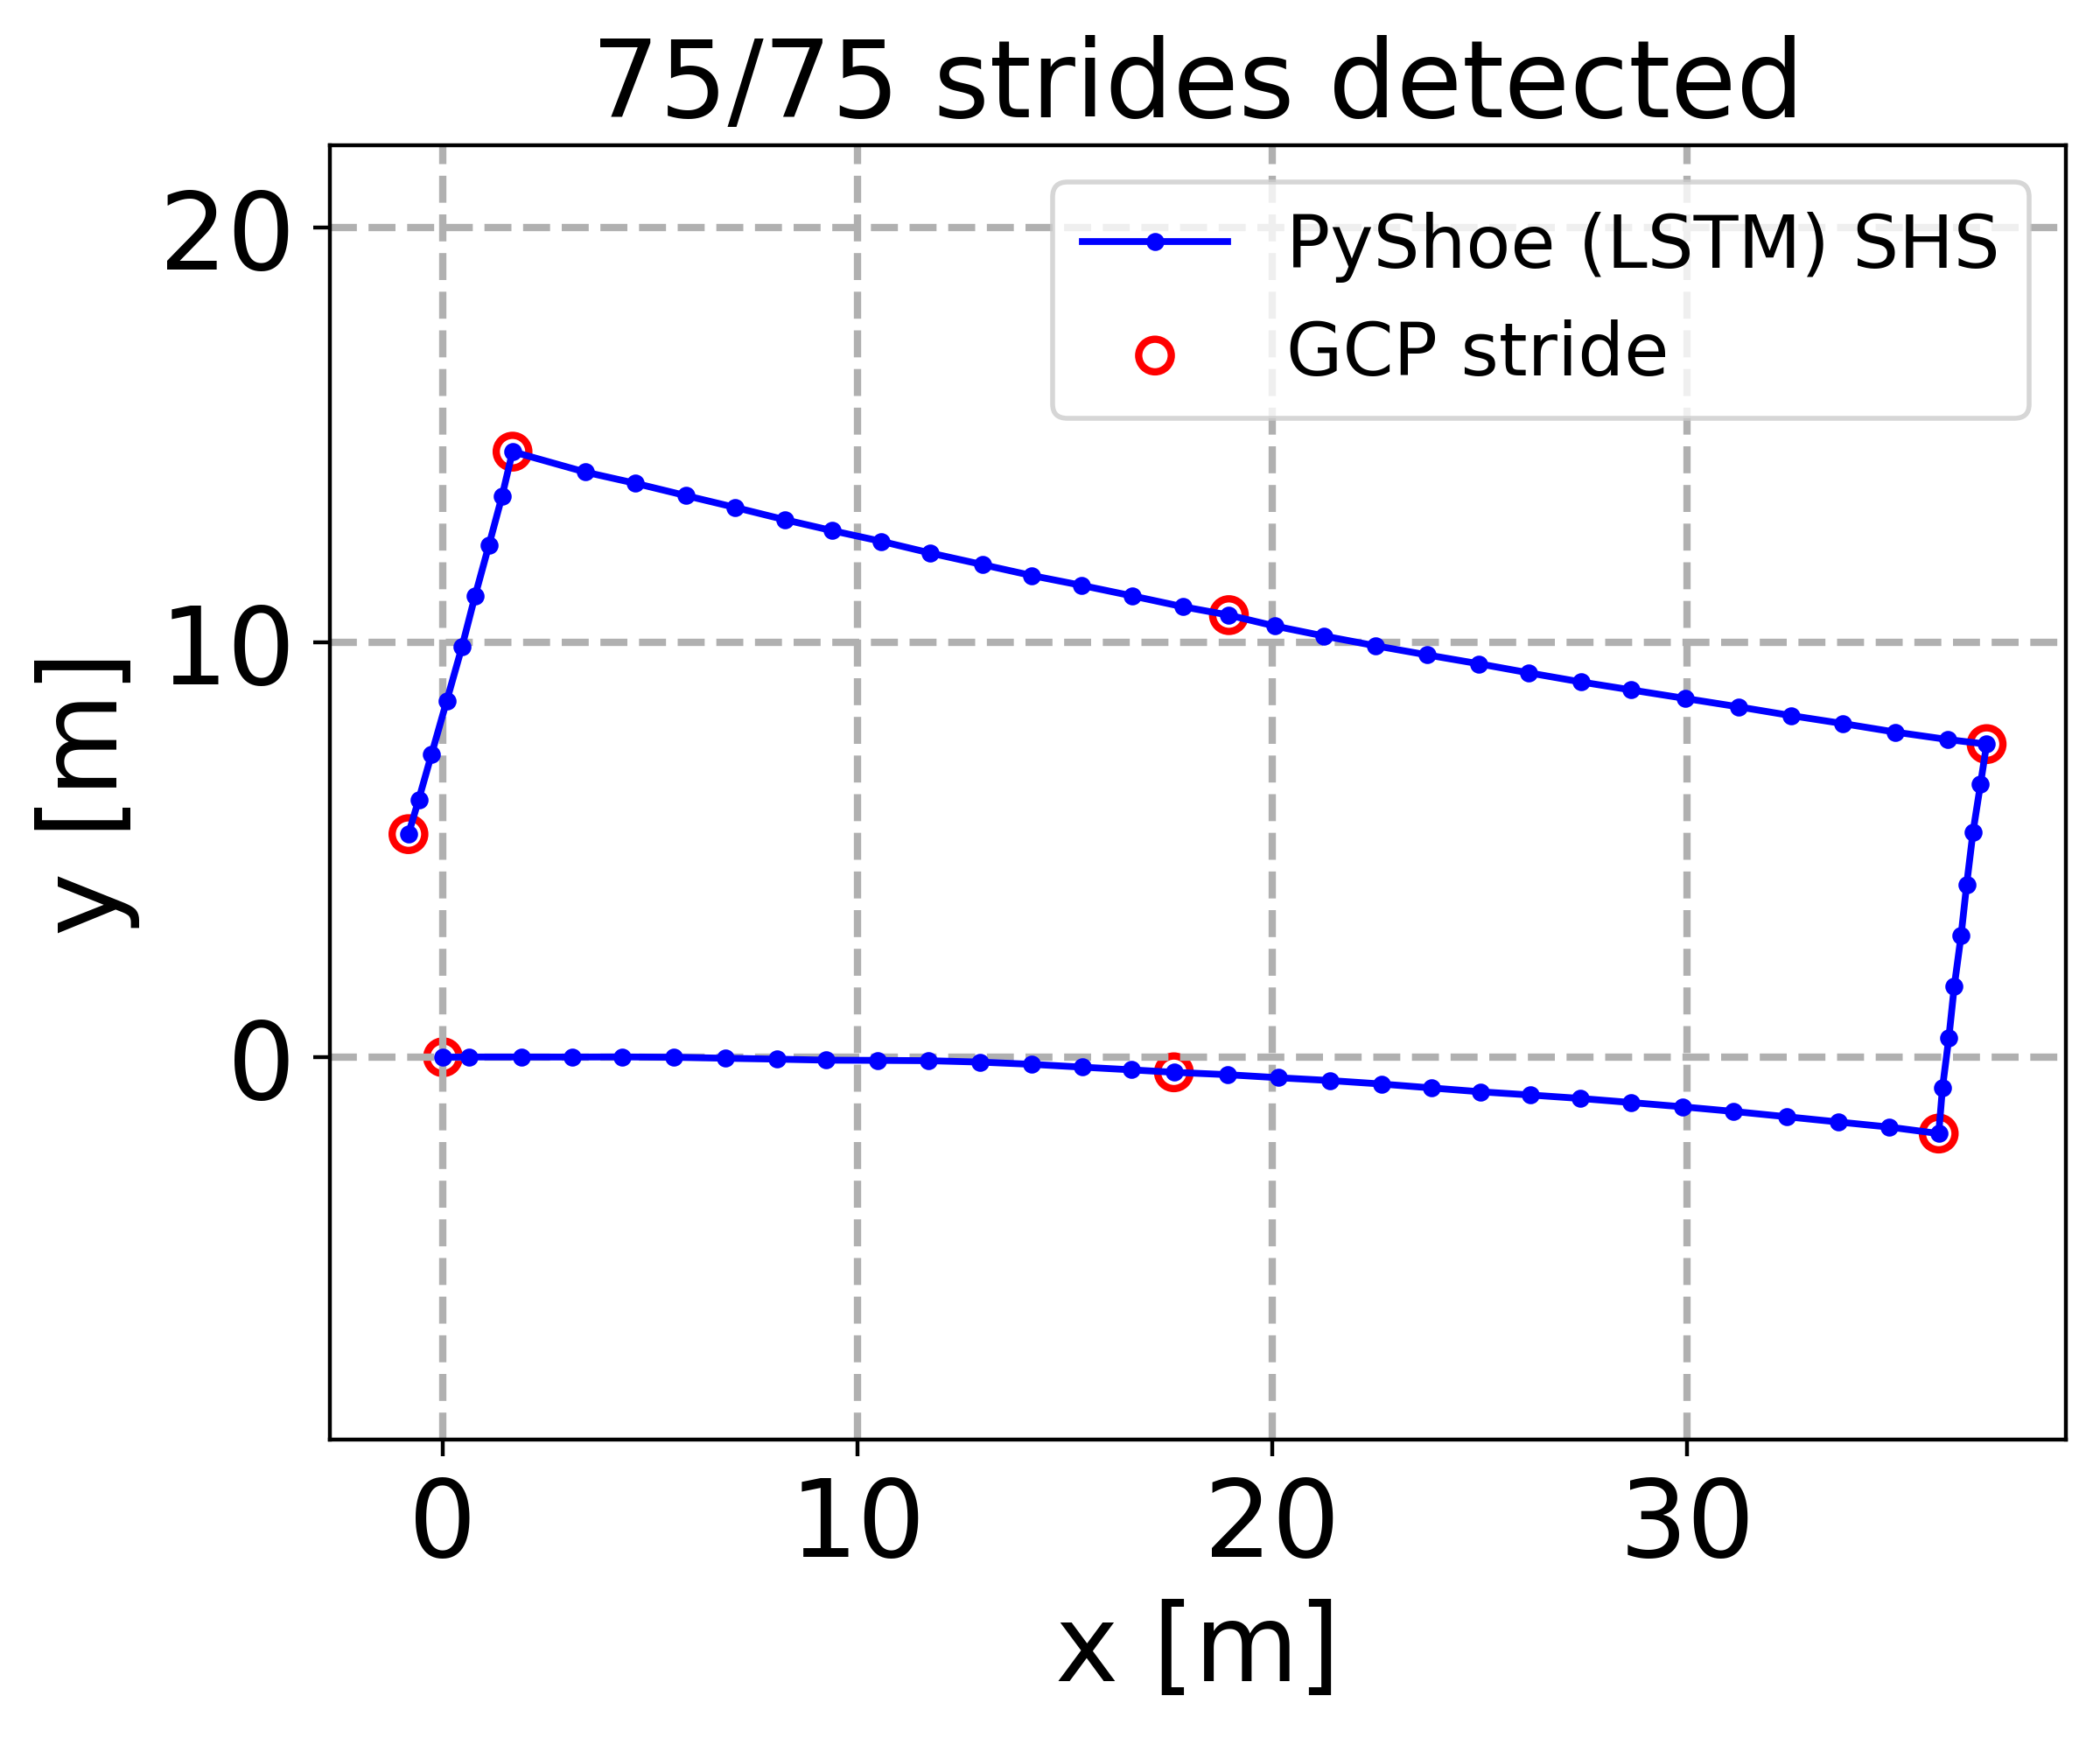 75/75 strides detected
PyShoe (LSTM) SHS
GCP stride
20
10
0
y [m]
0 10 20 30
x [m]